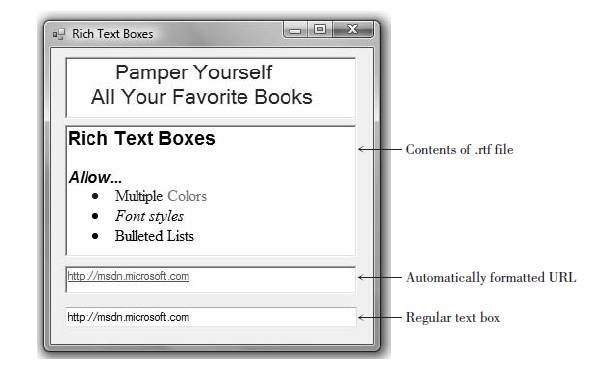 Rich Text Boxes
Pamper Yourself
All Your Favorite Books
Rich Text Boxes
Contents of .rtf file
Allow...
• Multiple Colors
• Font styles
• Bulleted Lists
http://msdn.microsoft.com
Automatically formatted URL
http://msdn.microsoft.com
Regular text box